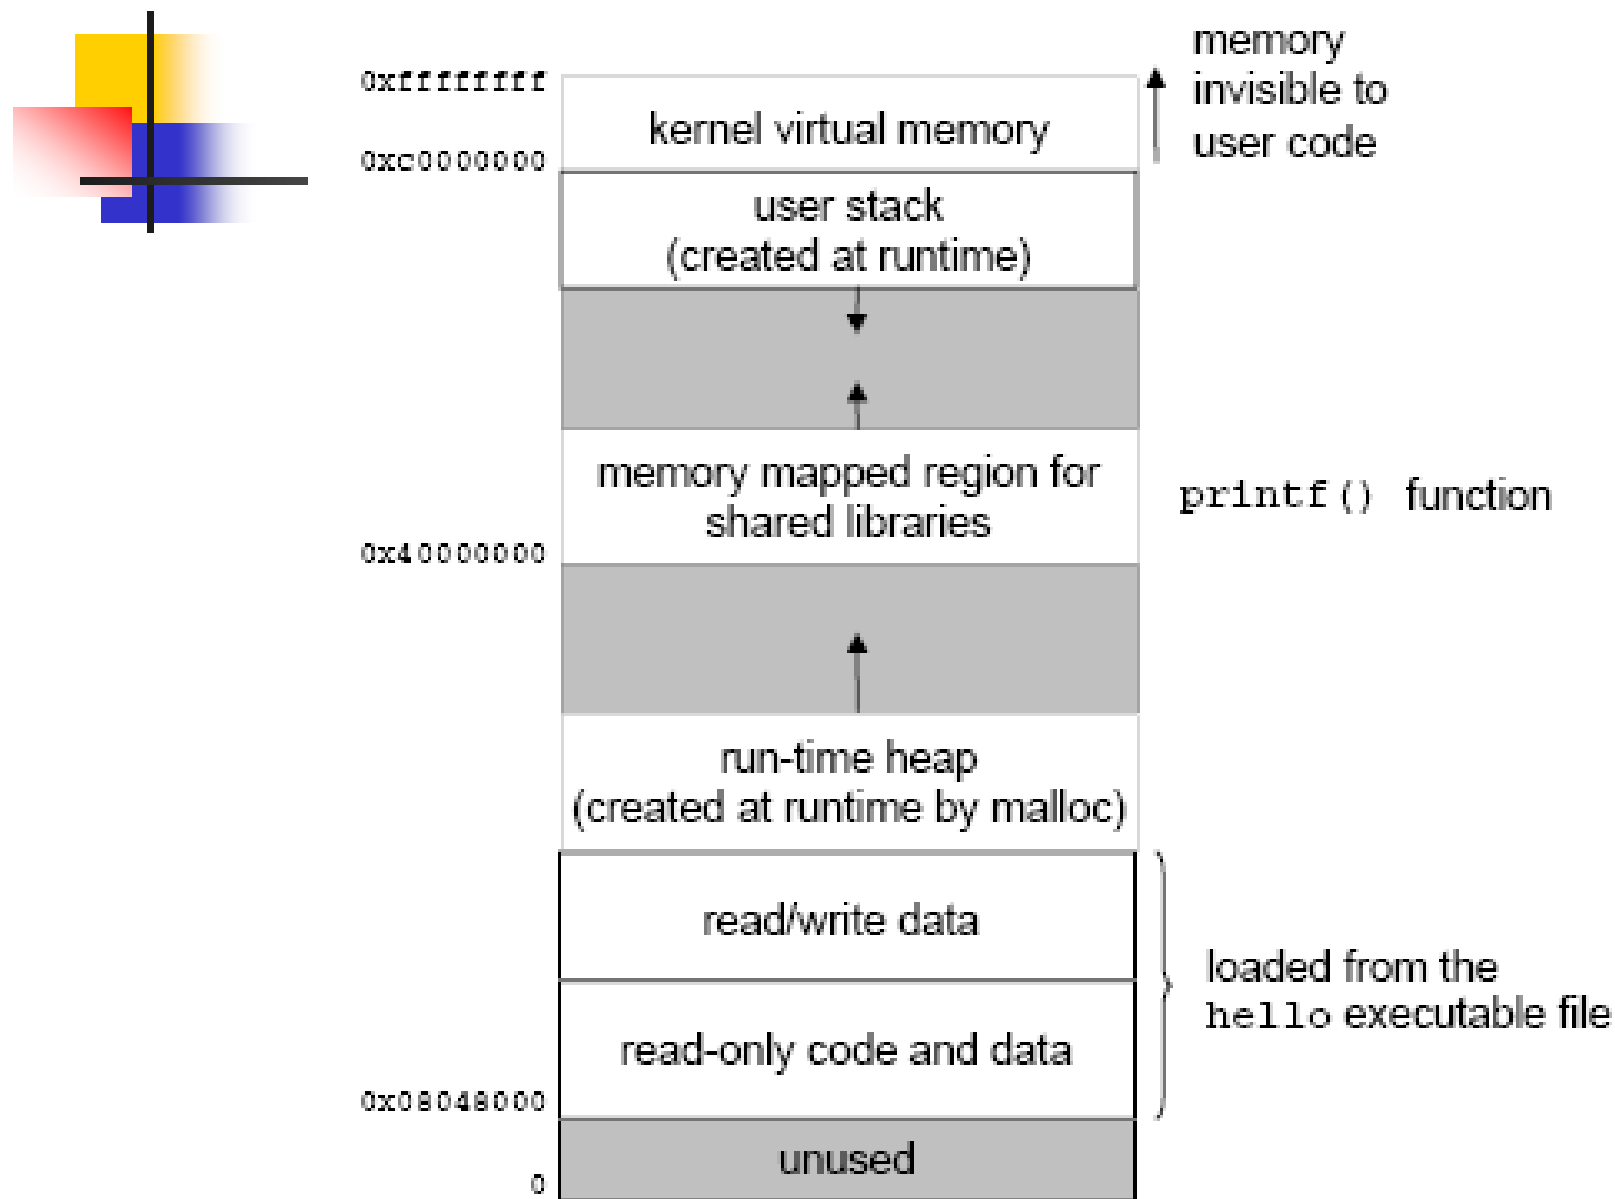 memory
invisible to
user code
0xffffffff
kernel virtual memory
0xc0000000
user stack
(created at runtime)
memory mapped region for
shared libraries
printf() function
0x40000000
run-time heap
(created at runtime by malloc)
read/write data
loaded from the
hello executable file
read-only code and data
0x08048000
unused
0